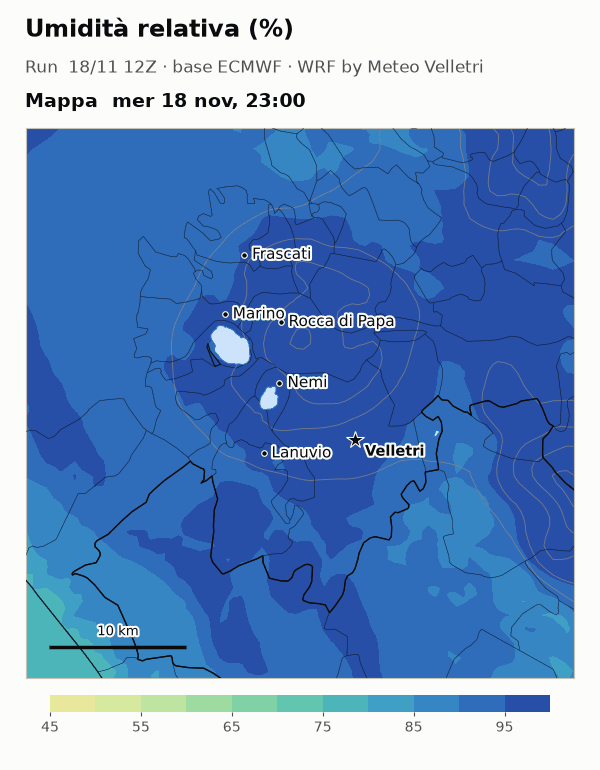 Umidità relativa (%)
Run  18/11 12Z · base ECMWF · WRF by Meteo Velletri
Mappa  mer 18 nov, 23:00
Frascati
Marino
Rocca di Papa
Nemi
Velletri
Lanuvio
10 km
45 55 65 75 85 95